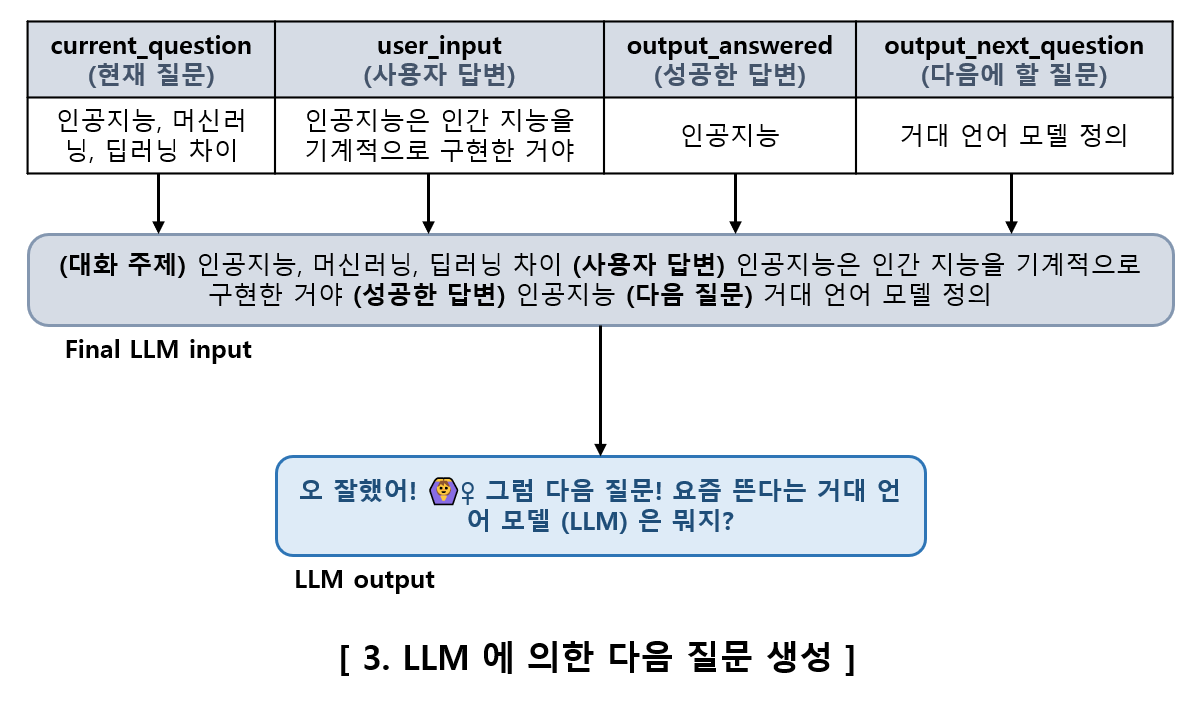 current_question
(현재 질문)
user_input
(사용자 답변)
output_answered
(성공한 답변)
output_next_question
(다음에 할 질문)
인공지능, 머신러
닝, 딥러닝 차이
인공지능은 인간 지능을
기계적으로 구현한 거야
인공지능
거대 언어 모델 정의
(대화 주제) 인공지능, 머신러닝, 딥러닝 차이 (사용자 답변) 인공지능은 인간 지능을 기계적으로
구현한 거야 (성공한 답변) 인공지능 (다음 질문) 거대 언어 모델 정의
Final LLM input
오 잘했어! 🙆♀ 그럼 다음 질문! 요즘 뜬다는 거대 언
어 모델 (LLM) 은 뭐지?
LLM output
[ 3. LLM 에 의한 다음 질문 생성 ]